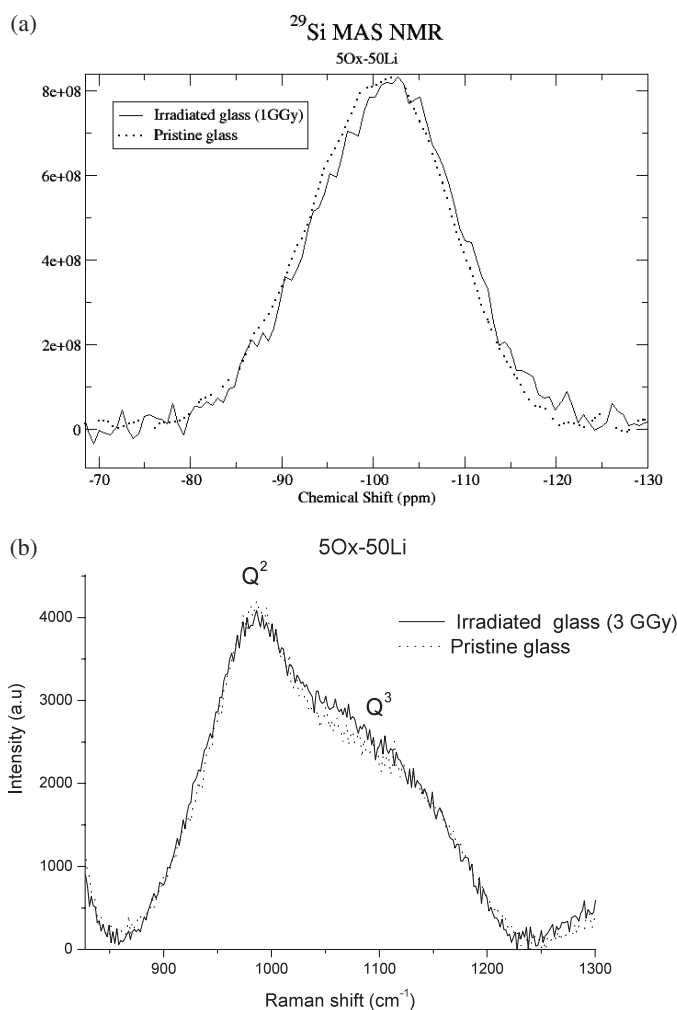 (a)
²⁹Si MAS NMR
5Ox-50Li
8e+08
6e+08
4e+08
2e+08
0
Irradiated glass (1GGy)
Pristine glass
-70 -80 -90 -100 -110 -120 -130
Chemical Shift (ppm)
(b)
5Ox-50Li
Q²
Q³
Irradiated glass (3 GGy)
Pristine glass
4000
3000
2000
1000
0
Intensity (a.u)
900 1000 1100 1200 1300
Raman shift (cm⁻¹)